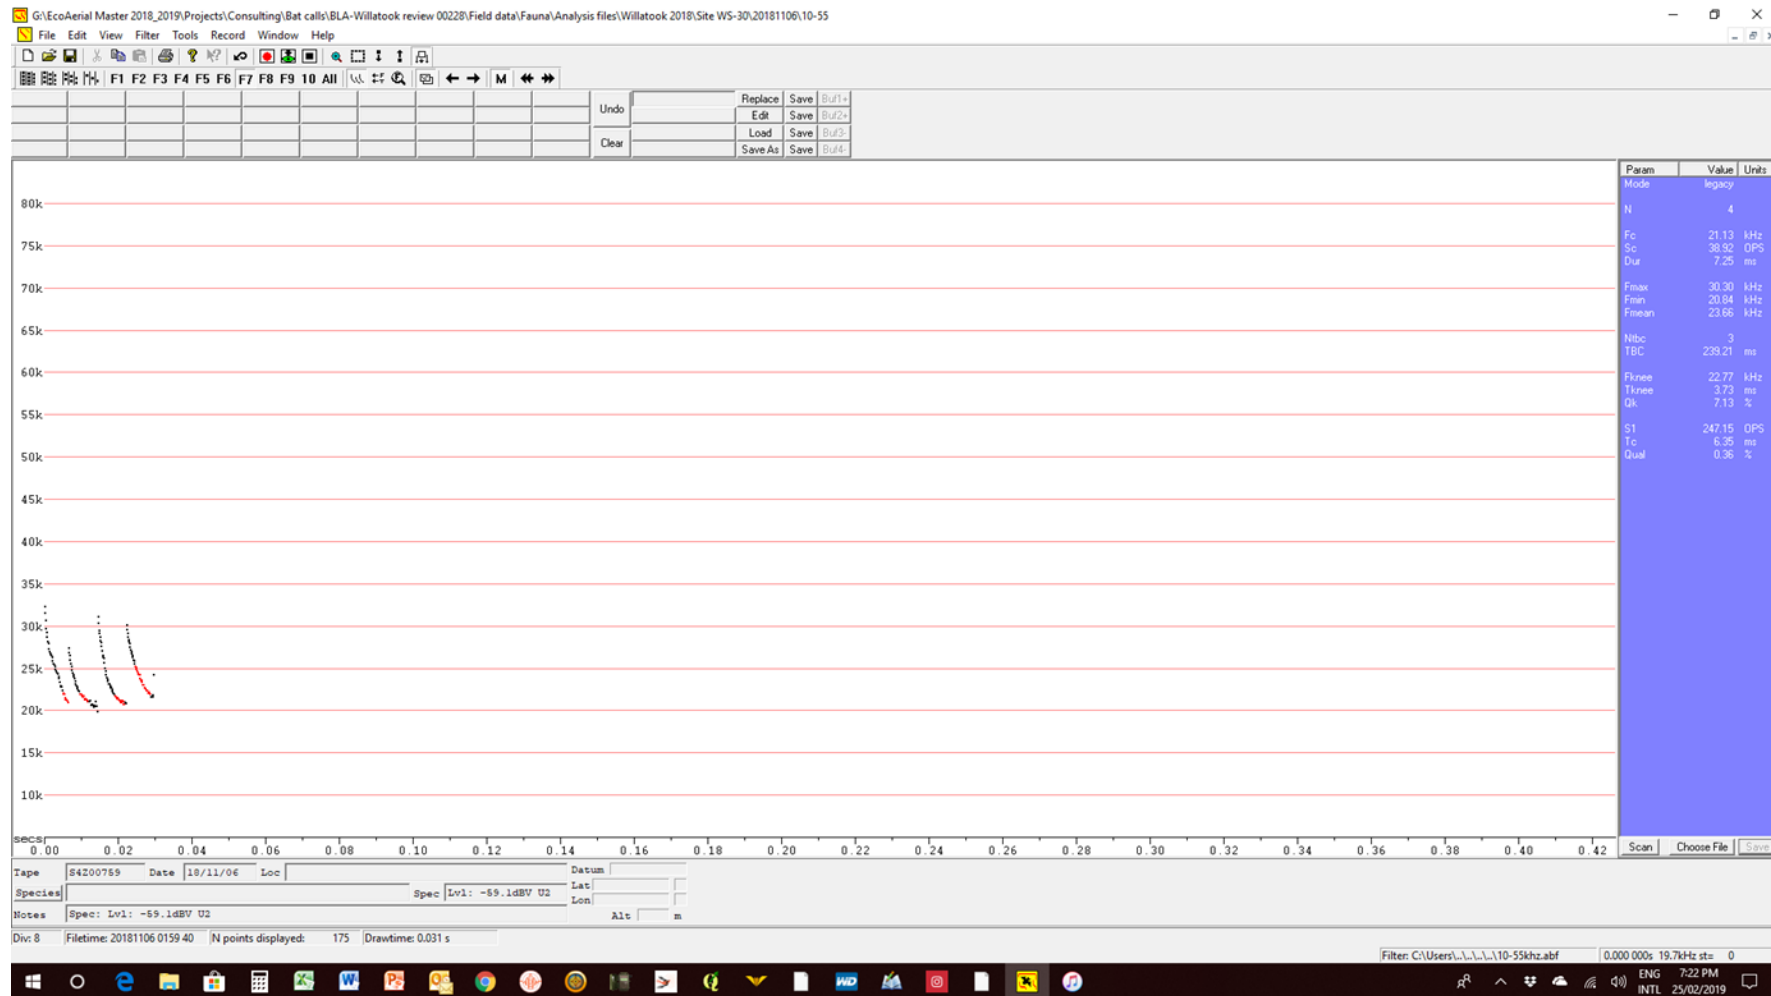 G:\EcoAerial Master 2018_2019\Projects\Consulting\Bat calls\BLA-Willatook review 00228\Field data\Fauna\Analysis files\Willatook 2018\Site WS-30\20181106\10-55
File Edit View Filter Tools Record Window Help
F1 F2 F3 F4 F5 F6 F7 F8 F9 10 All M
Undo Replace Save Buf1+
Edit Save Buf2+
Clear Load Save Buf3-
Save As Save Buf4-
Param Value Units
Mode legacy
N 4
Fc 21.13 kHz
Sc 38.92 OPS
Dur 7.25 ms
Fmax 30.30 kHz
Fmin 20.84 kHz
Fmean 23.66 kHz
Ntbc 3
TBC 239.21 ms
Fknee 22.77 kHz
Tknee 3.73 ms
Qk 7.13 %
S1 247.15 OPS
Tc 6.35 ms
Qual 0.36 %
80k
75k
70k
65k
60k
55k
50k
45k
40k
35k
30k
25k
20k
15k
10k
secs
0.00 0.02 0.04 0.06 0.08 0.10 0.12 0.14 0.16 0.18 0.20 0.22 0.24 0.26 0.28 0.30 0.32 0.34 0.36 0.38 0.40 0.42
Scan Choose File Save
Tape S4Z00759 Date 18/11/06 Loc Datum
Species Spec Lvl: -59.1dBV U2 Lat
Lon
Notes Spec: Lvl: -59.1dBV U2 Alt m
Div: 8 Filetime: 20181106 0159 40 N points displayed: 175 Drawtime: 0.031 s
Filter: C:\Users\..\..\..\..\10-55khz.abf 0.000 000s 19.7kHz st= 0
ENG 7:22 PM
INTL 25/02/2019